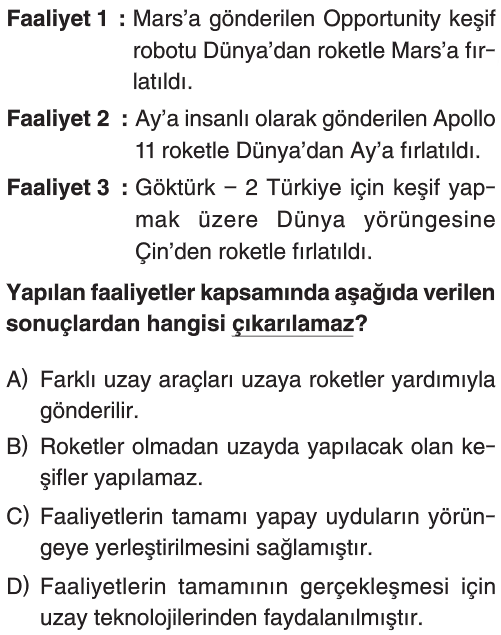 Faaliyet 1 : Mars'a gönderilen Opportunity keşif
robotu Dünya'dan roketle Mars'a fır-
latıldı.
Faaliyet 2 : Ay'a insanlı olarak gönderilen Apollo
11 roketle Dünya'dan Ay'a fırlatıldı.
Faaliyet 3 : Göktürk – 2 Türkiye için keşif yap-
mak üzere Dünya yörüngesine
Çin'den roketle fırlatıldı.
Yapılan faaliyetler kapsamında aşağıda verilen
sonuçlardan hangisi çıkarılamaz?
A) Farklı uzay araçları uzaya roketler yardımıyla
gönderilir.
B) Roketler olmadan uzayda yapılacak olan ke-
şifler yapılamaz.
C) Faaliyetlerin tamamı yapay uyduların yörün-
geye yerleştirilmesini sağlamıştır.
D) Faaliyetlerin tamamının gerçekleşmesi için
uzay teknolojilerinden faydalanılmıştır.